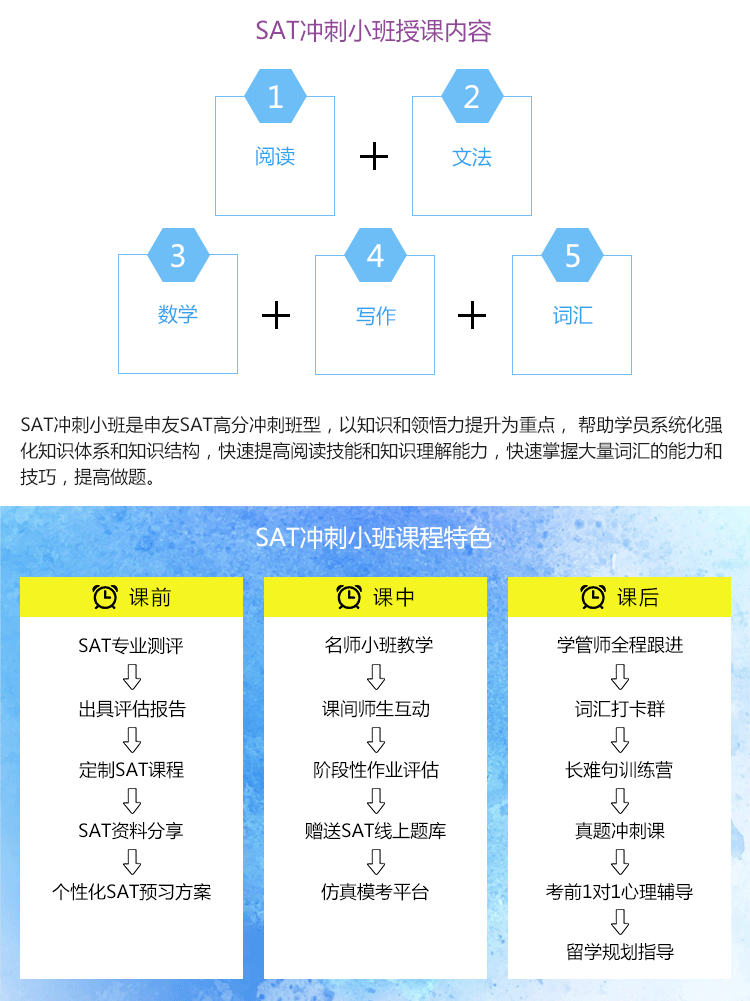 SAT冲刺小班授课内容
1
2
阅读
文法
3
4
5
数学
写作
词汇
SAT冲刺小班是申友SAT高分冲刺班型，以知识和领悟力提升为重点， 帮助学员系统化强
化知识体系和知识结构，快速提高阅读技能和知识理解能力，快速掌握大量词汇的能力和
技巧，提高做题。
SAT冲刺小班课程特色
课前
SAT专业测评
出具评估报告
定制SAT课程
SAT资料分享
个性化SAT预习方案
课中
名师小班教学
课间师生互动
阶段性作业评估
赠送SAT线上题库
仿真模考平台
课后
学管师全程跟进
词汇打卡群
长难句训练营
真题冲刺课
考前1对1心理辅导
留学规划指导